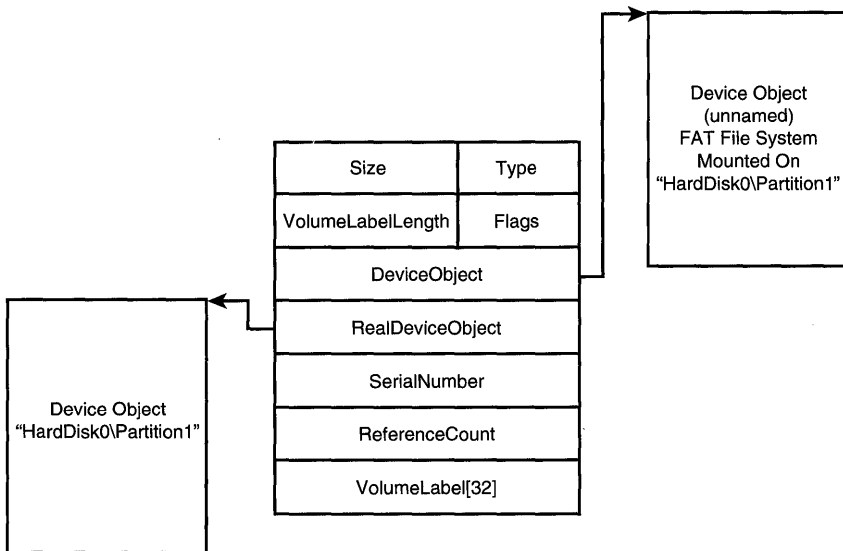 Device Object
(unnamed)
FAT File System
Mounted On
“HardDisk0\Partition1”
Size
Type
VolumeLabelLength
Flags
DeviceObject
RealDeviceObject
SerialNumber
ReferenceCount
VolumeLabel[32]
Device Object
“HardDisk0\Partition1”